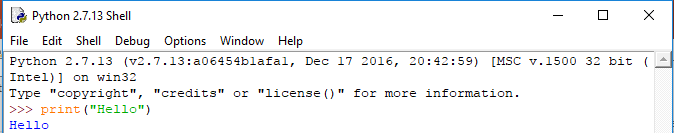 Python 2.7.13 Shell
File Edit Shell Debug Options Window Help
Python 2.7.13 (v2.7.13:a06454b1afa1, Dec 17 2016, 20:42:59) [MSC v.1500 32 bit (
Intel)] on win32
Type "copyright", "credits" or "license()" for more information.
>>> print("Hello")
Hello